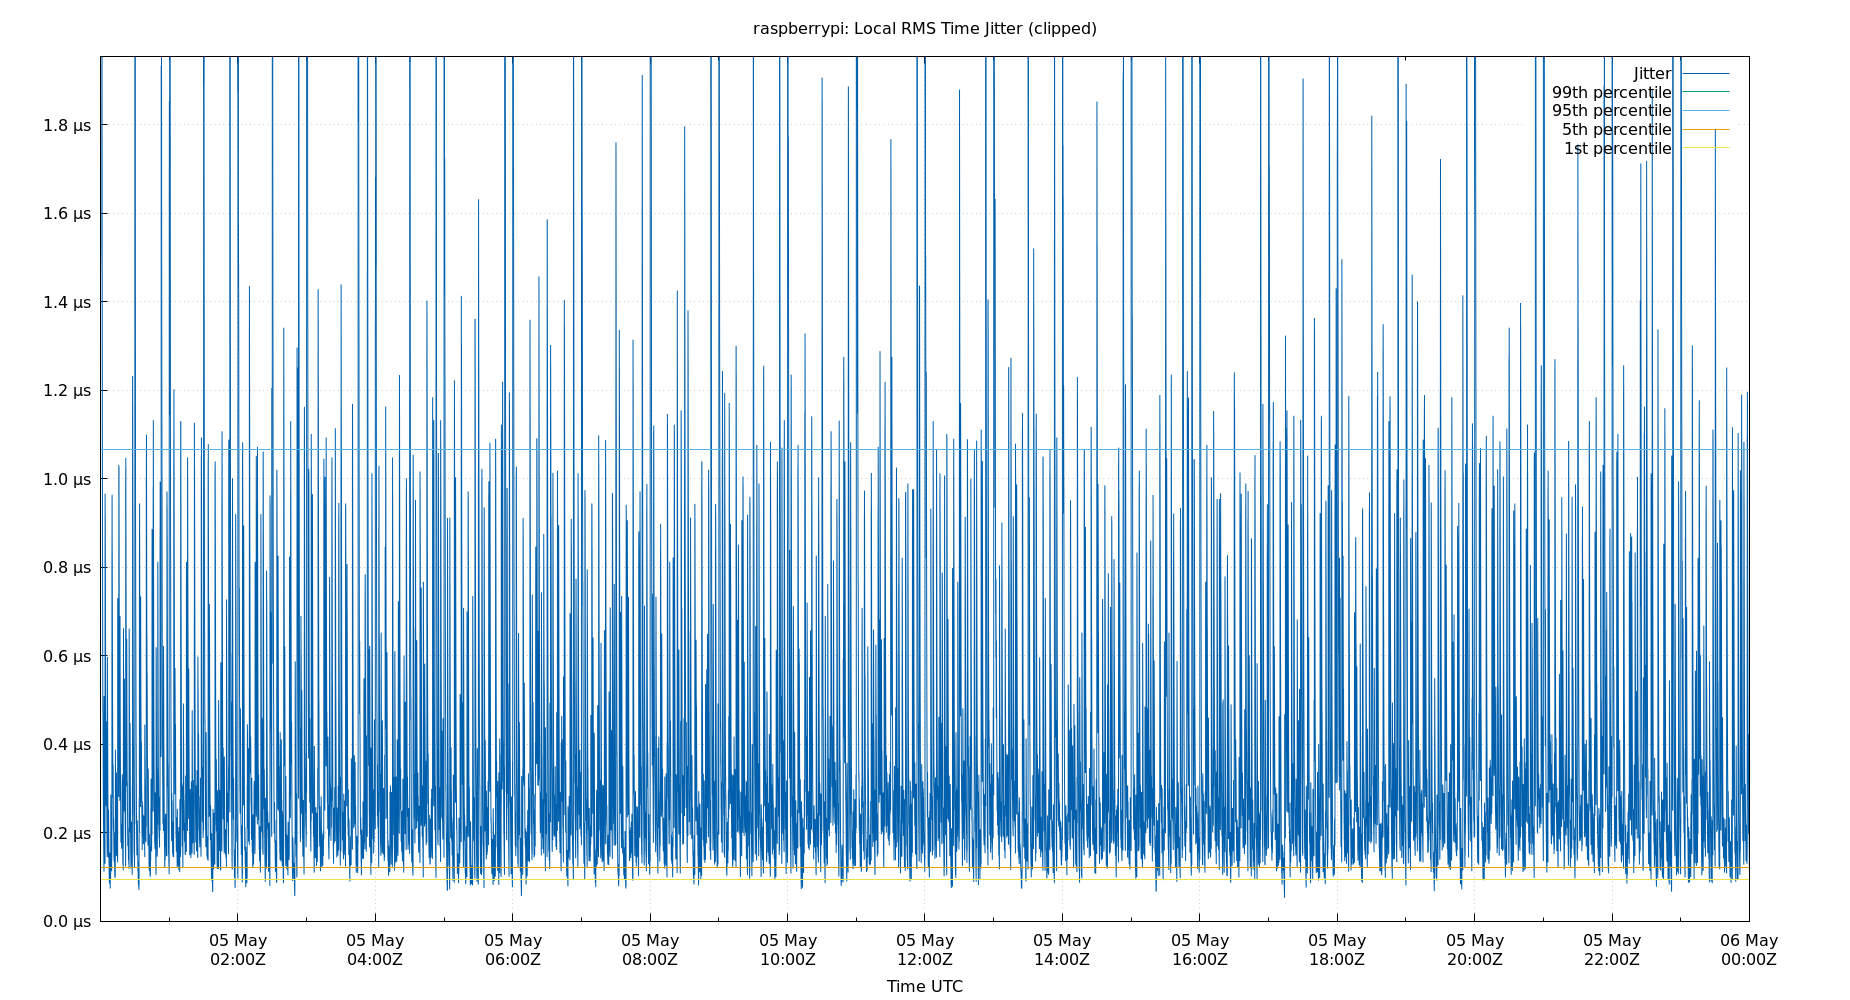 raspberrypi: Local RMS Time Jitter (clipped)
Jitter
99th percentile
95th percentile
5th percentile
1st percentile
1.8 µs
1.6 µs
1.4 µs
1.2 µs
1.0 µs
0.8 µs
0.6 µs
0.4 µs
0.2 µs
0.0 µs
05 May 05 May 05 May 05 May 05 May 05 May 05 May 05 May 05 May 05 May 05 May 06 May
02:00Z 04:00Z 06:00Z 08:00Z 10:00Z 12:00Z 14:00Z 16:00Z 18:00Z 20:00Z 22:00Z 00:00Z
Time UTC